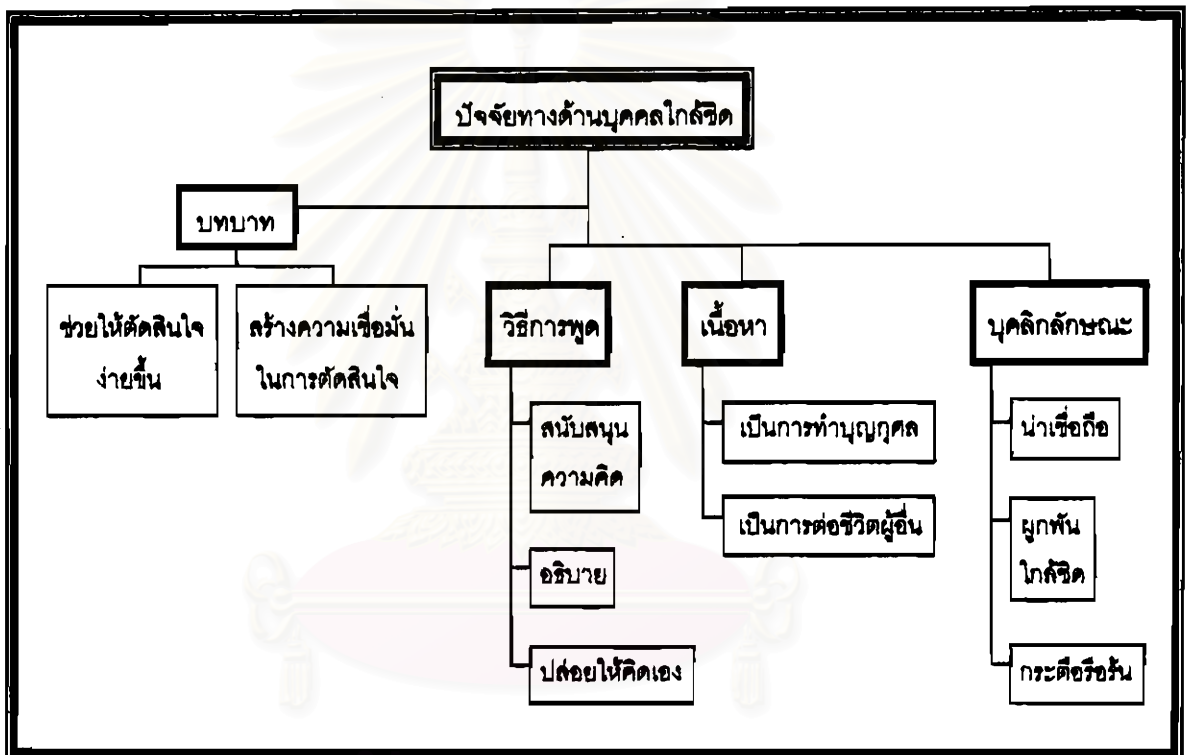 ปัจจัยทางด้านบุคคลใกล้ชิด
บทบาท
ช่วยให้ตัดสินใจ
ง่ายขึ้น
สร้างความเชื่อมั่น
ในการตัดสินใจ
วิธีการพูด
สนับสนุน
ความคิด
อธิบาย
ปล่อยให้คิดเอง
เนื้อหา
เป็นการทำบุญกุศล
เป็นการต่อชีวิตผู้อื่น
บุคลิกลักษณะ
น่าเชื่อถือ
ผูกพัน
ใกล้ชิด
กระตือรือร้น